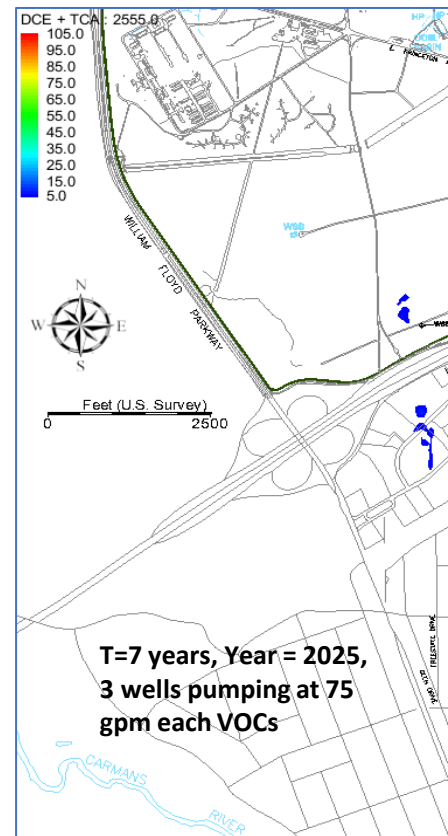 DCE + TCA : 2555.0
105.0
95.0
85.0
75.0
65.0
55.0
45.0
35.0
25.0
15.0
5.0
PRINCETON
WILLIAM
FLOYD
PARKWAY
N
W
E
S
Feet (U.S. Survey)
0
2500
T=7 years, Year = 2025,
3 wells pumping at 75
gpm each VOCs
CARMANS
RIVER